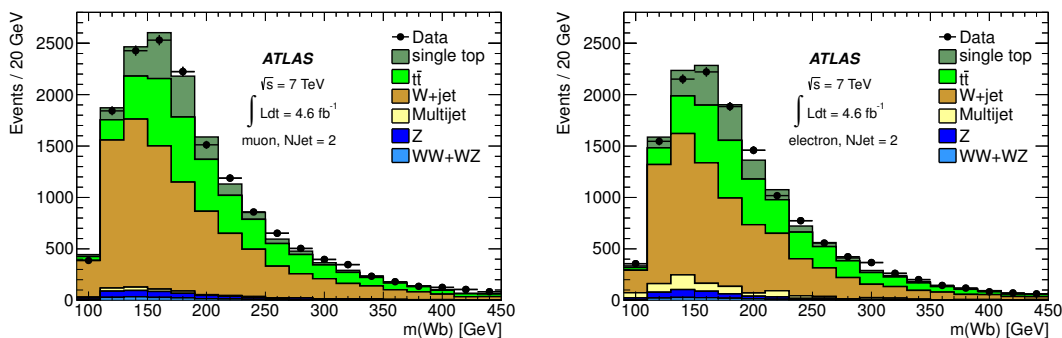 Events / 20 GeV
2500
2000
1500
1000
500
0
100 150 200 250 300 350 400 450
m(Wb) [GeV]
ATLAS
√s = 7 TeV
∫ Ldt = 4.6 fb⁻¹
muon, NJet = 2
Data
single top
tt̄
W+jet
Multijet
Z
WW+WZ
Events / 20 GeV
2500
2000
1500
1000
500
0
100 150 200 250 300 350 400 450
m(Wb) [GeV]
ATLAS
√s = 7 TeV
∫ Ldt = 4.6 fb⁻¹
electron, NJet = 2
Data
single top
tt̄
W+jet
Multijet
Z
WW+WZ